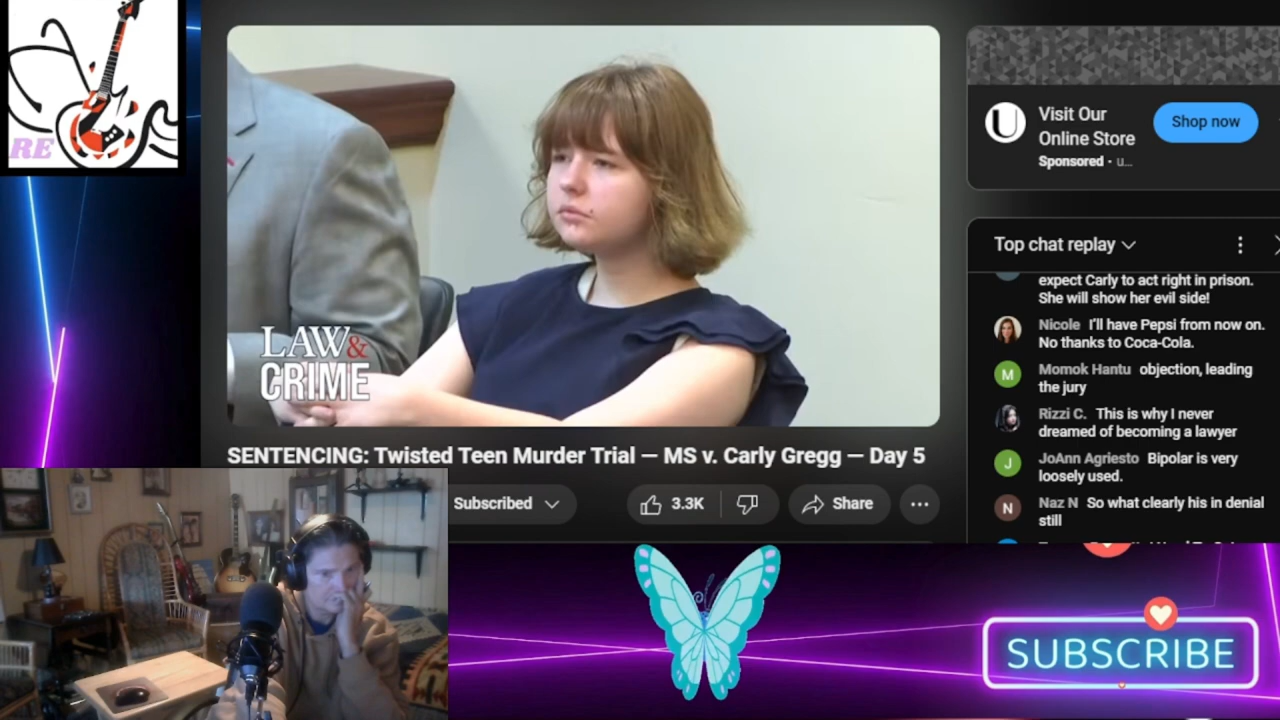 RE
LAW&
CRIME
SENTENCING: Twisted Teen Murder Trial — MS v. Carly Gregg — Day 5
Subscribed
3.3K
Share
Visit Our
Online Store
Sponsored · u...
Shop now
Top chat replay
expect Carly to act right in prison.
She will show her evil side!
Nicole I'll have Pepsi from now on.
No thanks to Coca-Cola.
M
Momok Hantu objection, leading
the jury
Rizzi C. This is why I never
dreamed of becoming a lawyer
J
JoAnn Agriesto Bipolar is very
loosely used.
N
Naz N So what clearly his in denial
still
SUBSCRIBE